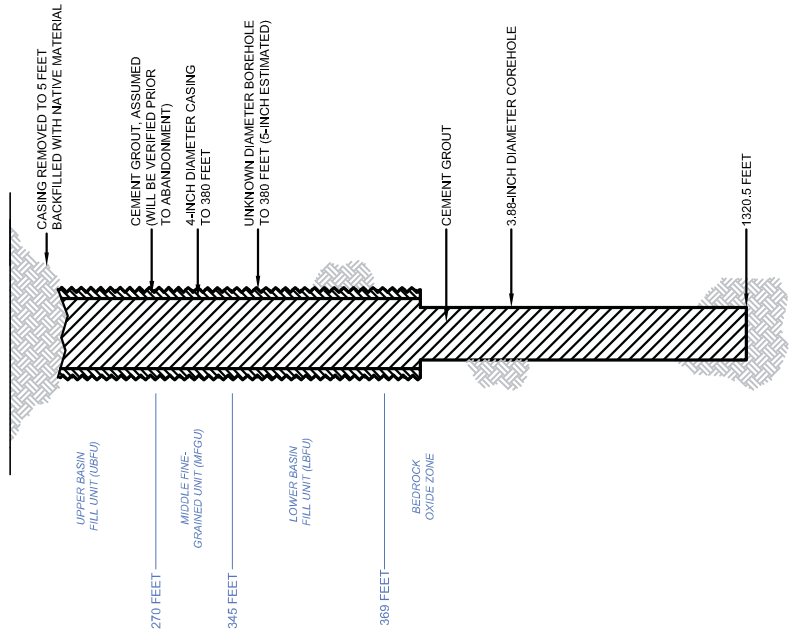 CASING REMOVED TO 5 FEET
BACKFILLED WITH NATIVE MATERIAL
CEMENT GROUT, ASSUMED
(WILL BE VERIFIED PRIOR
TO ABANDONMENT)
4-INCH DIAMETER CASING
TO 380 FEET
UNKNOWN DIAMETER BOREHOLE
TO 380 FEET (5-INCH ESTIMATED)
CEMENT GROUT
3.88-INCH DIAMETER COREHOLE
1320.5 FEET
UPPER BASIN
FILL UNIT (UBFU)
270 FEET
MIDDLE FINE-
GRAINED UNIT (MFGU)
345 FEET
LOWER BASIN
FILL UNIT (LBFU)
369 FEET
BEDROCK
OXIDE ZONE